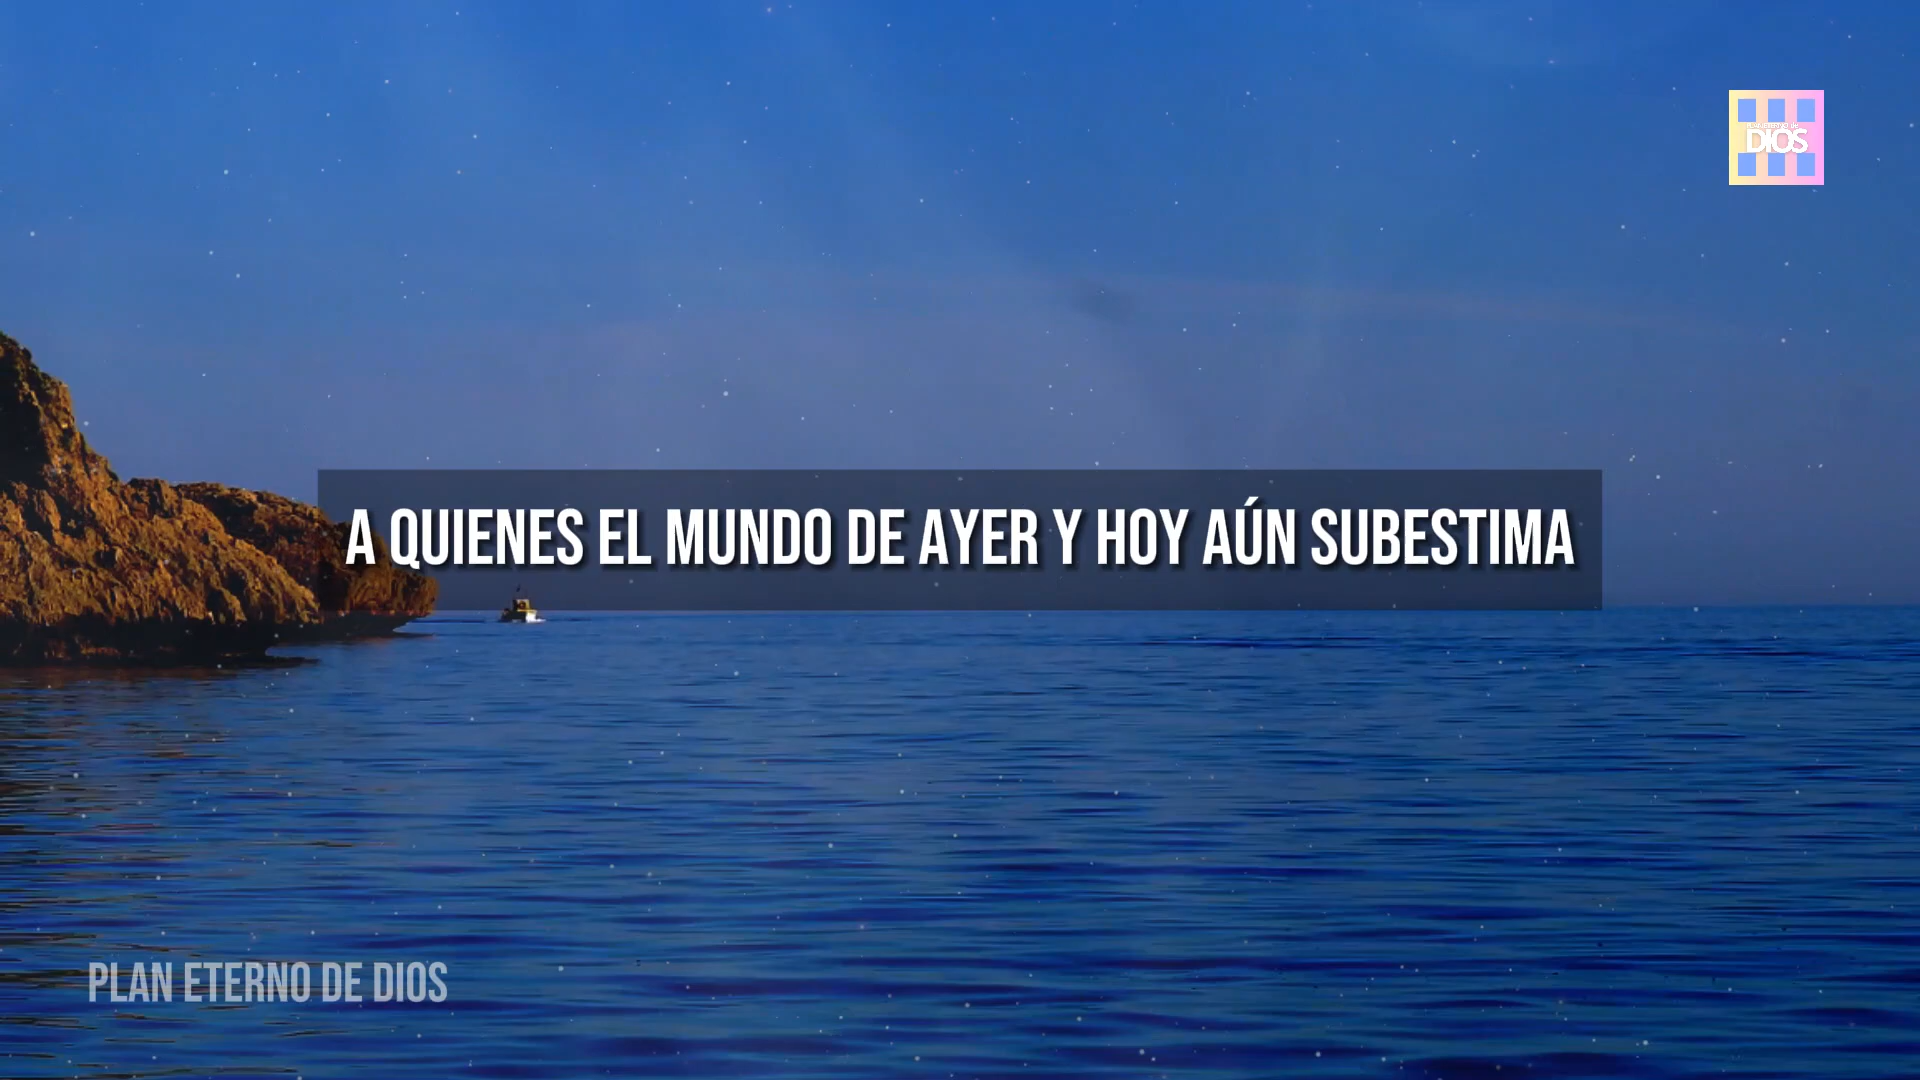 DIOS
A QUIENES EL MUNDO DE AYER Y HOY AÚN SUBESTIMA
PLAN ETERNO DE DIOS